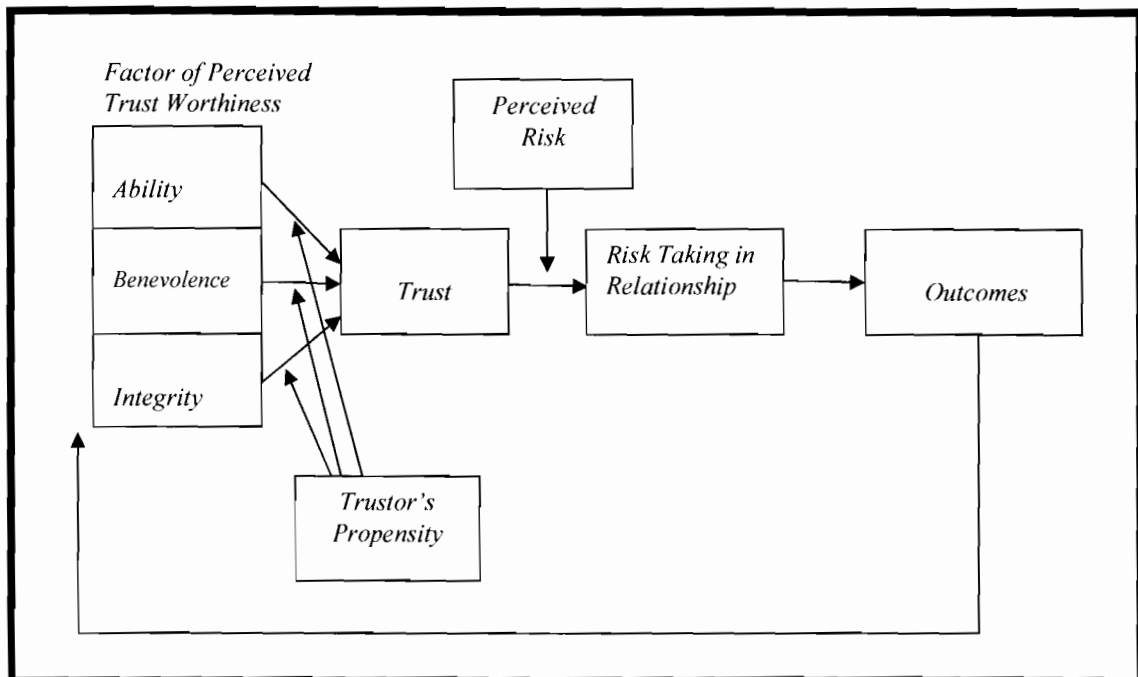 Factor of Perceived
Trust Worthiness
Perceived
Risk
Ability
Benevolence
Integrity
Trust
Risk Taking in
Relationship
Outcomes
Trustor's
Propensity